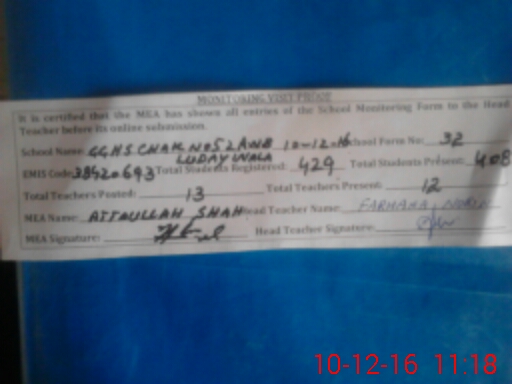 MONITORING VISIT PROOF
It is certified that the MEA has shown all entries of the School Monitoring Form to the Head
Teacher before its online submission.
School Name: GGHS CHAK NO 52 ANB 10-12-16 School Form No: 32
LUDAY WALA
EMIS Code: 38420693 Total Students Registered: 429 Total Students Present: 408
Total Teachers Posted: 13 Total Teachers Present: 12
MEA Name: ATTAULLAH SHAH Head Teacher Name: FARHANA
MEA Signature: Head Teacher Signature:
10-12-16 11:18